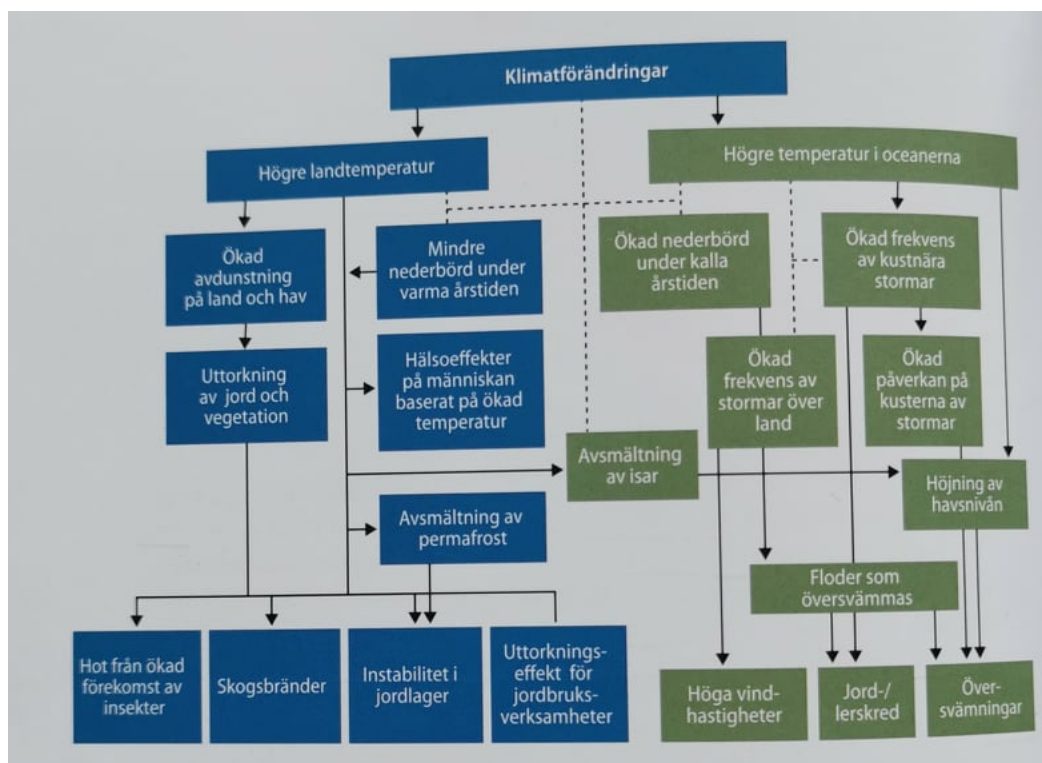 Klimatförändringar
Högre landtemperatur
Högre temperatur i oceanerna
Ökad
avdunstning
på land och hav
Mindre
nederbörd under
varma årstiden
Ökad nederbörd
under kalla
årstiden
Ökad frekvens
av kustnära
stormar
Uttorkning
av jord och
vegetation
Hälsoeffekter
på människan
baserat på ökad
temperatur
Ökad
frekvens av
stormar över
land
Ökad
påverkan på
kusterna av
stormar
Avsmältning
av isar
Höjning av
havsnivån
Avsmältning av
permafrost
Floder som
översvämmas
Hot från ökad
förekomst av
insekter
Skogsbränder
Instabilitet i
jordlager
Uttorknings-
effekt för
jordbruks-
verksamheter
Höga vind-
hastigheter
Jord-/
lerskred
Över-
svämningar